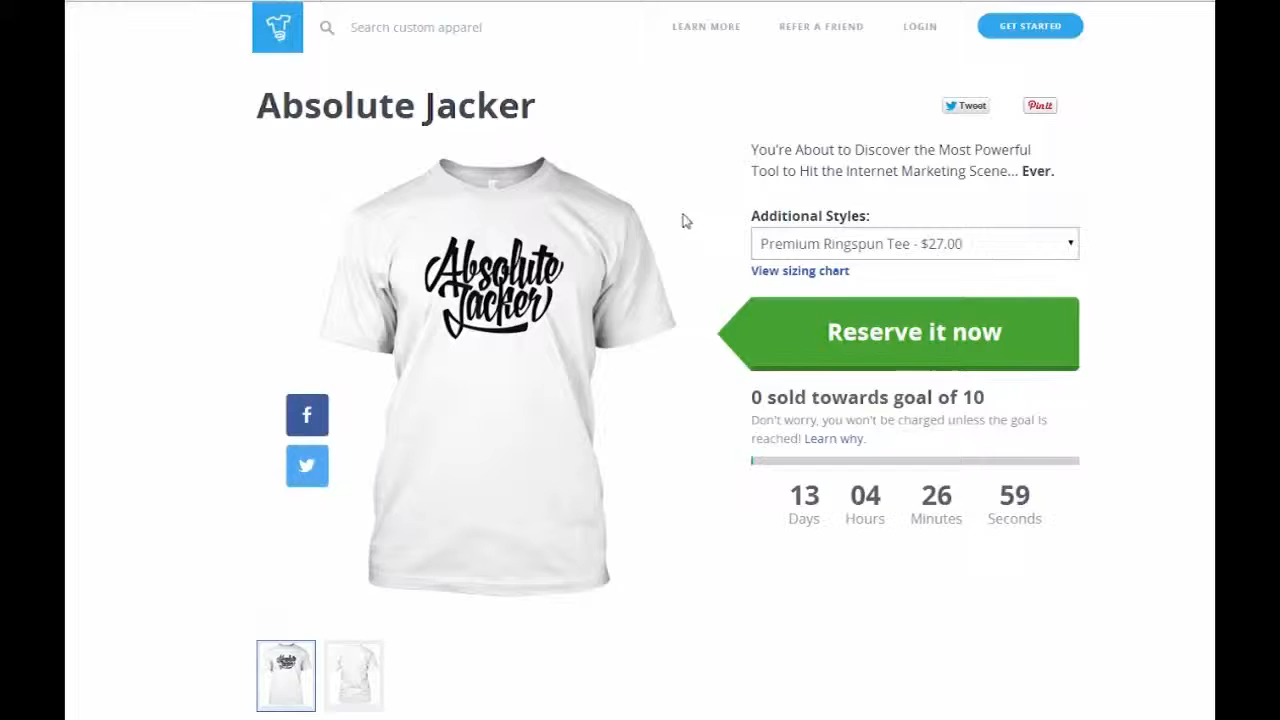 Search custom apparel
LEARN MORE
REFER A FRIEND
LOGIN
GET STARTED
Absolute Jacker
Tweet
Pin it
You're About to Discover the Most Powerful
Tool to Hit the Internet Marketing Scene... Ever.
Additional Styles:
Premium Ringspun Tee - $27.00
View sizing chart
Absolute
Jacker
Reserve it now
0 sold towards goal of 10
Don't worry, you won't be charged unless the goal is
reached! Learn why.
13 04 26 59
Days Hours Minutes Seconds